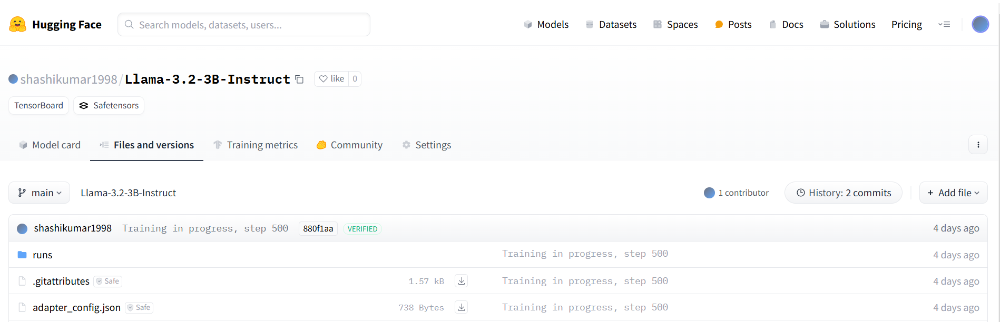 Hugging Face
Search models, datasets, users...
Models
Datasets
Spaces
Posts
Docs
Solutions
Pricing
shashikumar1998/Llama-3.2-3B-Instruct
like 0
TensorBoard
Safetensors
Model card
Files and versions
Training metrics
Community
Settings
main
Llama-3.2-3B-Instruct
1 contributor
History: 2 commits
+ Add file
shashikumar1998 Training in progress, step 500 880f1aa VERIFIED 4 days ago
runs Training in progress, step 500 4 days ago
.gitattributes Safe 1.57 kB Training in progress, step 500 4 days ago
adapter_config.json Safe 738 Bytes Training in progress, step 500 4 days ago